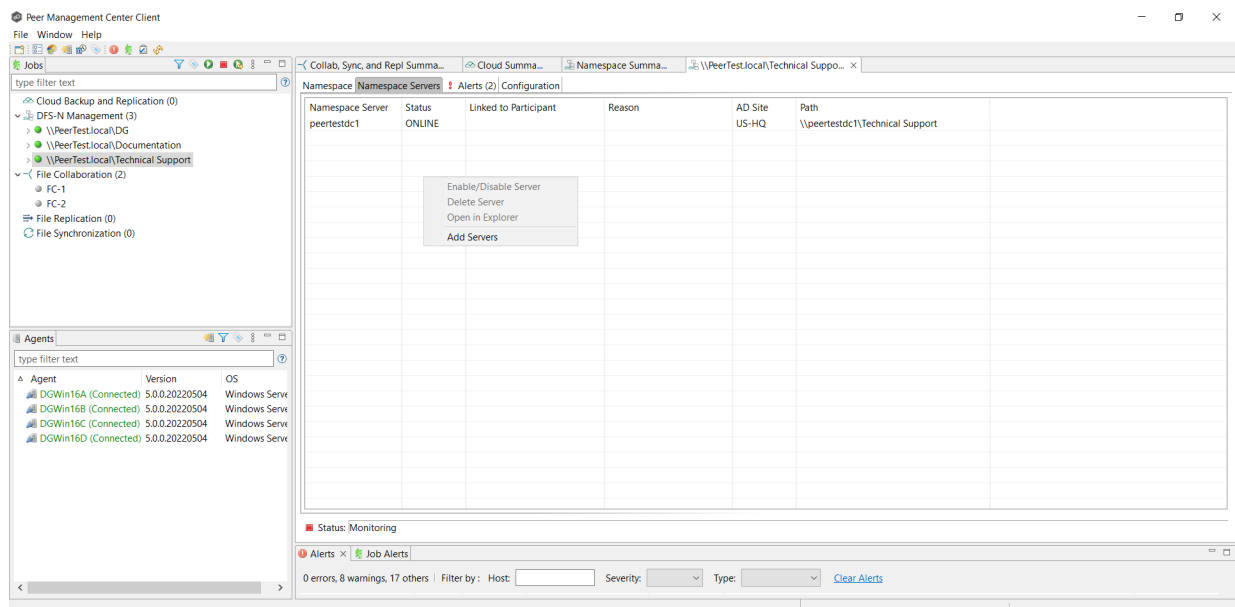 Peer Management Center Client
File Window Help
Jobs
type filter text
Cloud Backup and Replication (0)
DFS-N Management (3)
\\PeerTest.local\DG
\\PeerTest.local\Documentation
\\PeerTest.local\Technical Support
File Collaboration (2)
FC-1
FC-2
File Replication (0)
File Synchronization (0)
Agents
type filter text
Agent Version OS
DGWin16A (Connected) 5.0.0.20220504 Windows Serve
DGWin16B (Connected) 5.0.0.20220504 Windows Serve
DGWin16C (Connected) 5.0.0.20220504 Windows Serve
DGWin16D (Connected) 5.0.0.20220504 Windows Serve
Collab, Sync, and Repl Summa... Cloud Summa... Namespace Summa... \\PeerTest.local\Technical Suppo...
Namespace Namespace Servers Alerts (2) Configuration
Namespace Server Status Linked to Participant Reason AD Site Path
peertestdc1 ONLINE US-HQ \\peertestdc1\Technical Support
Enable/Disable Server
Delete Server
Open in Explorer
Add Servers
Status: Monitoring
Alerts Job Alerts
0 errors, 8 warnings, 17 others Filter by : Host: Severity: Type: Clear Alerts